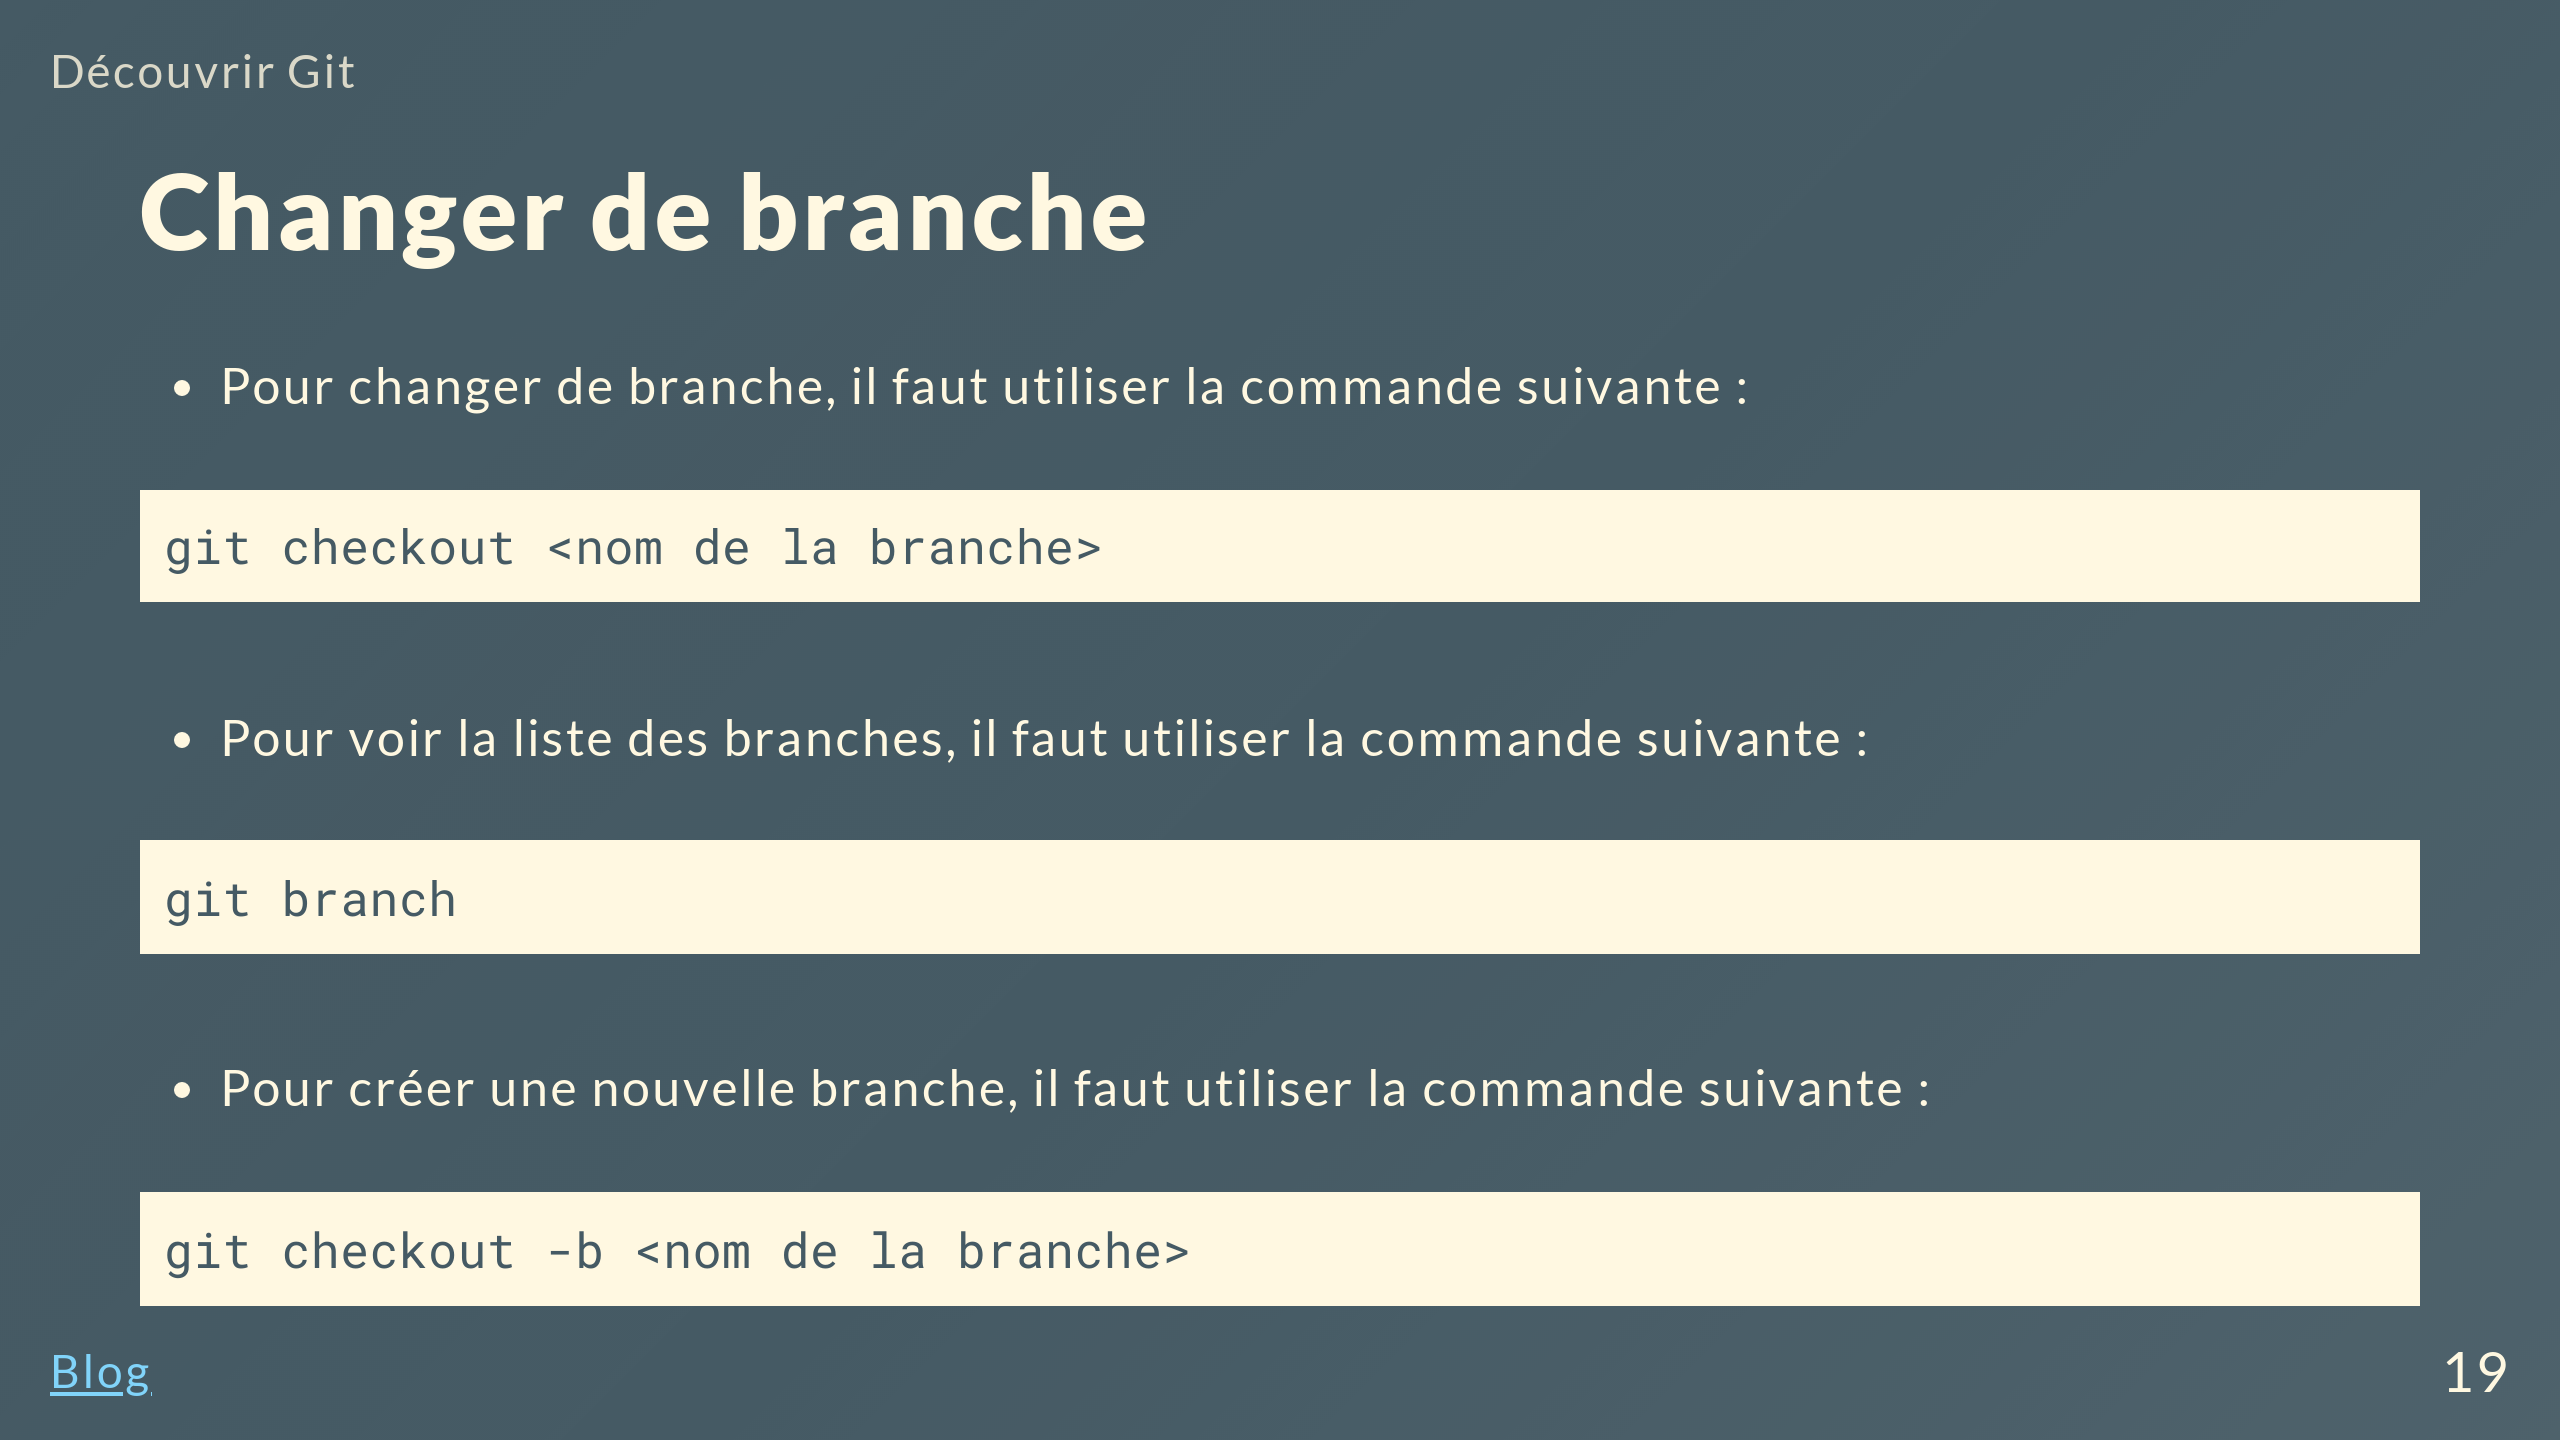 Découvrir Git
Changer de branche
• Pour changer de branche, il faut utiliser la commande suivante :
git checkout <nom de la branche>
• Pour voir la liste des branches, il faut utiliser la commande suivante :
git branch
• Pour créer une nouvelle branche, il faut utiliser la commande suivante :
git checkout -b <nom de la branche>
Blog
19